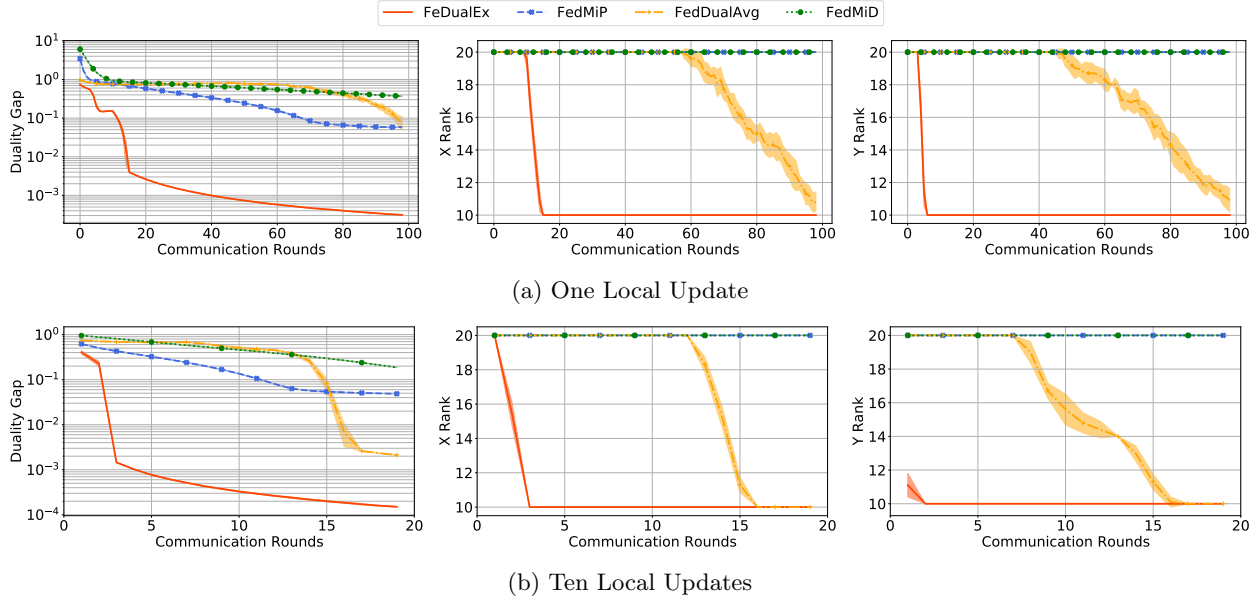 FeDualEx FedMiP FedDualAvg FedMiD
Duality Gap
10^1
10^0
10^−1
10^−2
10^−3
0 20 40 60 80 100
Communication Rounds
X Rank
20
18
16
14
12
10
0 20 40 60 80 100
Communication Rounds
Y Rank
20
18
16
14
12
10
0 20 40 60 80 100
Communication Rounds
(a) One Local Update
Duality Gap
10^0
10^−1
10^−2
10^−3
10^−4
0 5 10 15 20
Communication Rounds
X Rank
20
18
16
14
12
10
0 5 10 15 20
Communication Rounds
Y Rank
20
18
16
14
12
10
0 5 10 15 20
Communication Rounds
(b) Ten Local Updates